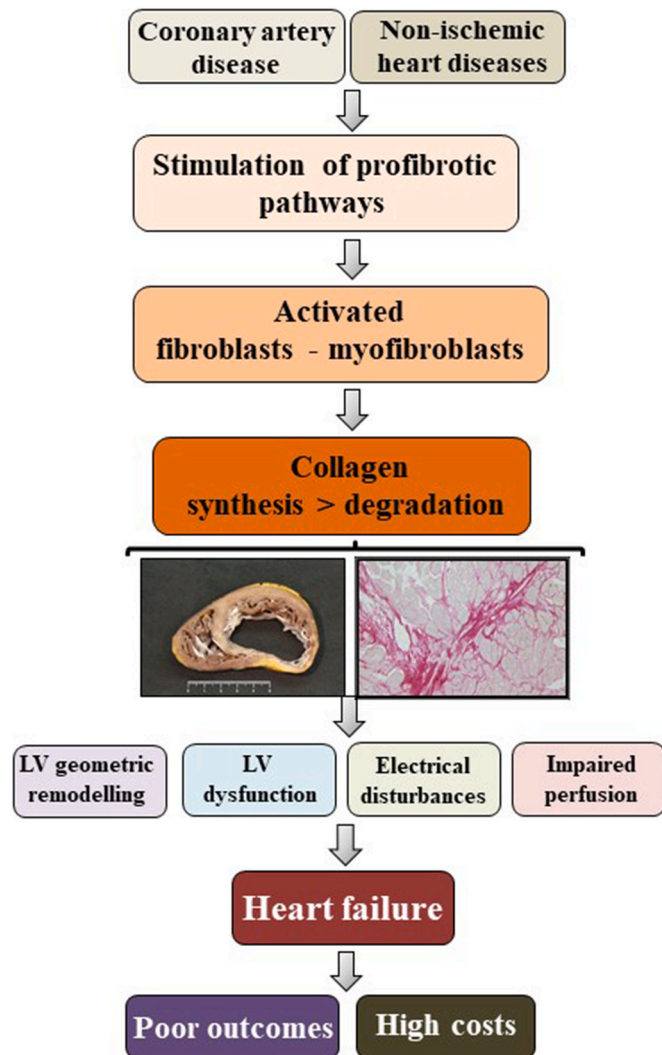 Coronary artery
disease
Non-ischemic
heart diseases
Stimulation of profibrotic
pathways
Activated
fibroblasts - myofibroblasts
Collagen
synthesis > degradation
LV geometric
remodelling
LV
dysfunction
Electrical
disturbances
Impaired
perfusion
Heart failure
Poor outcomes
High costs